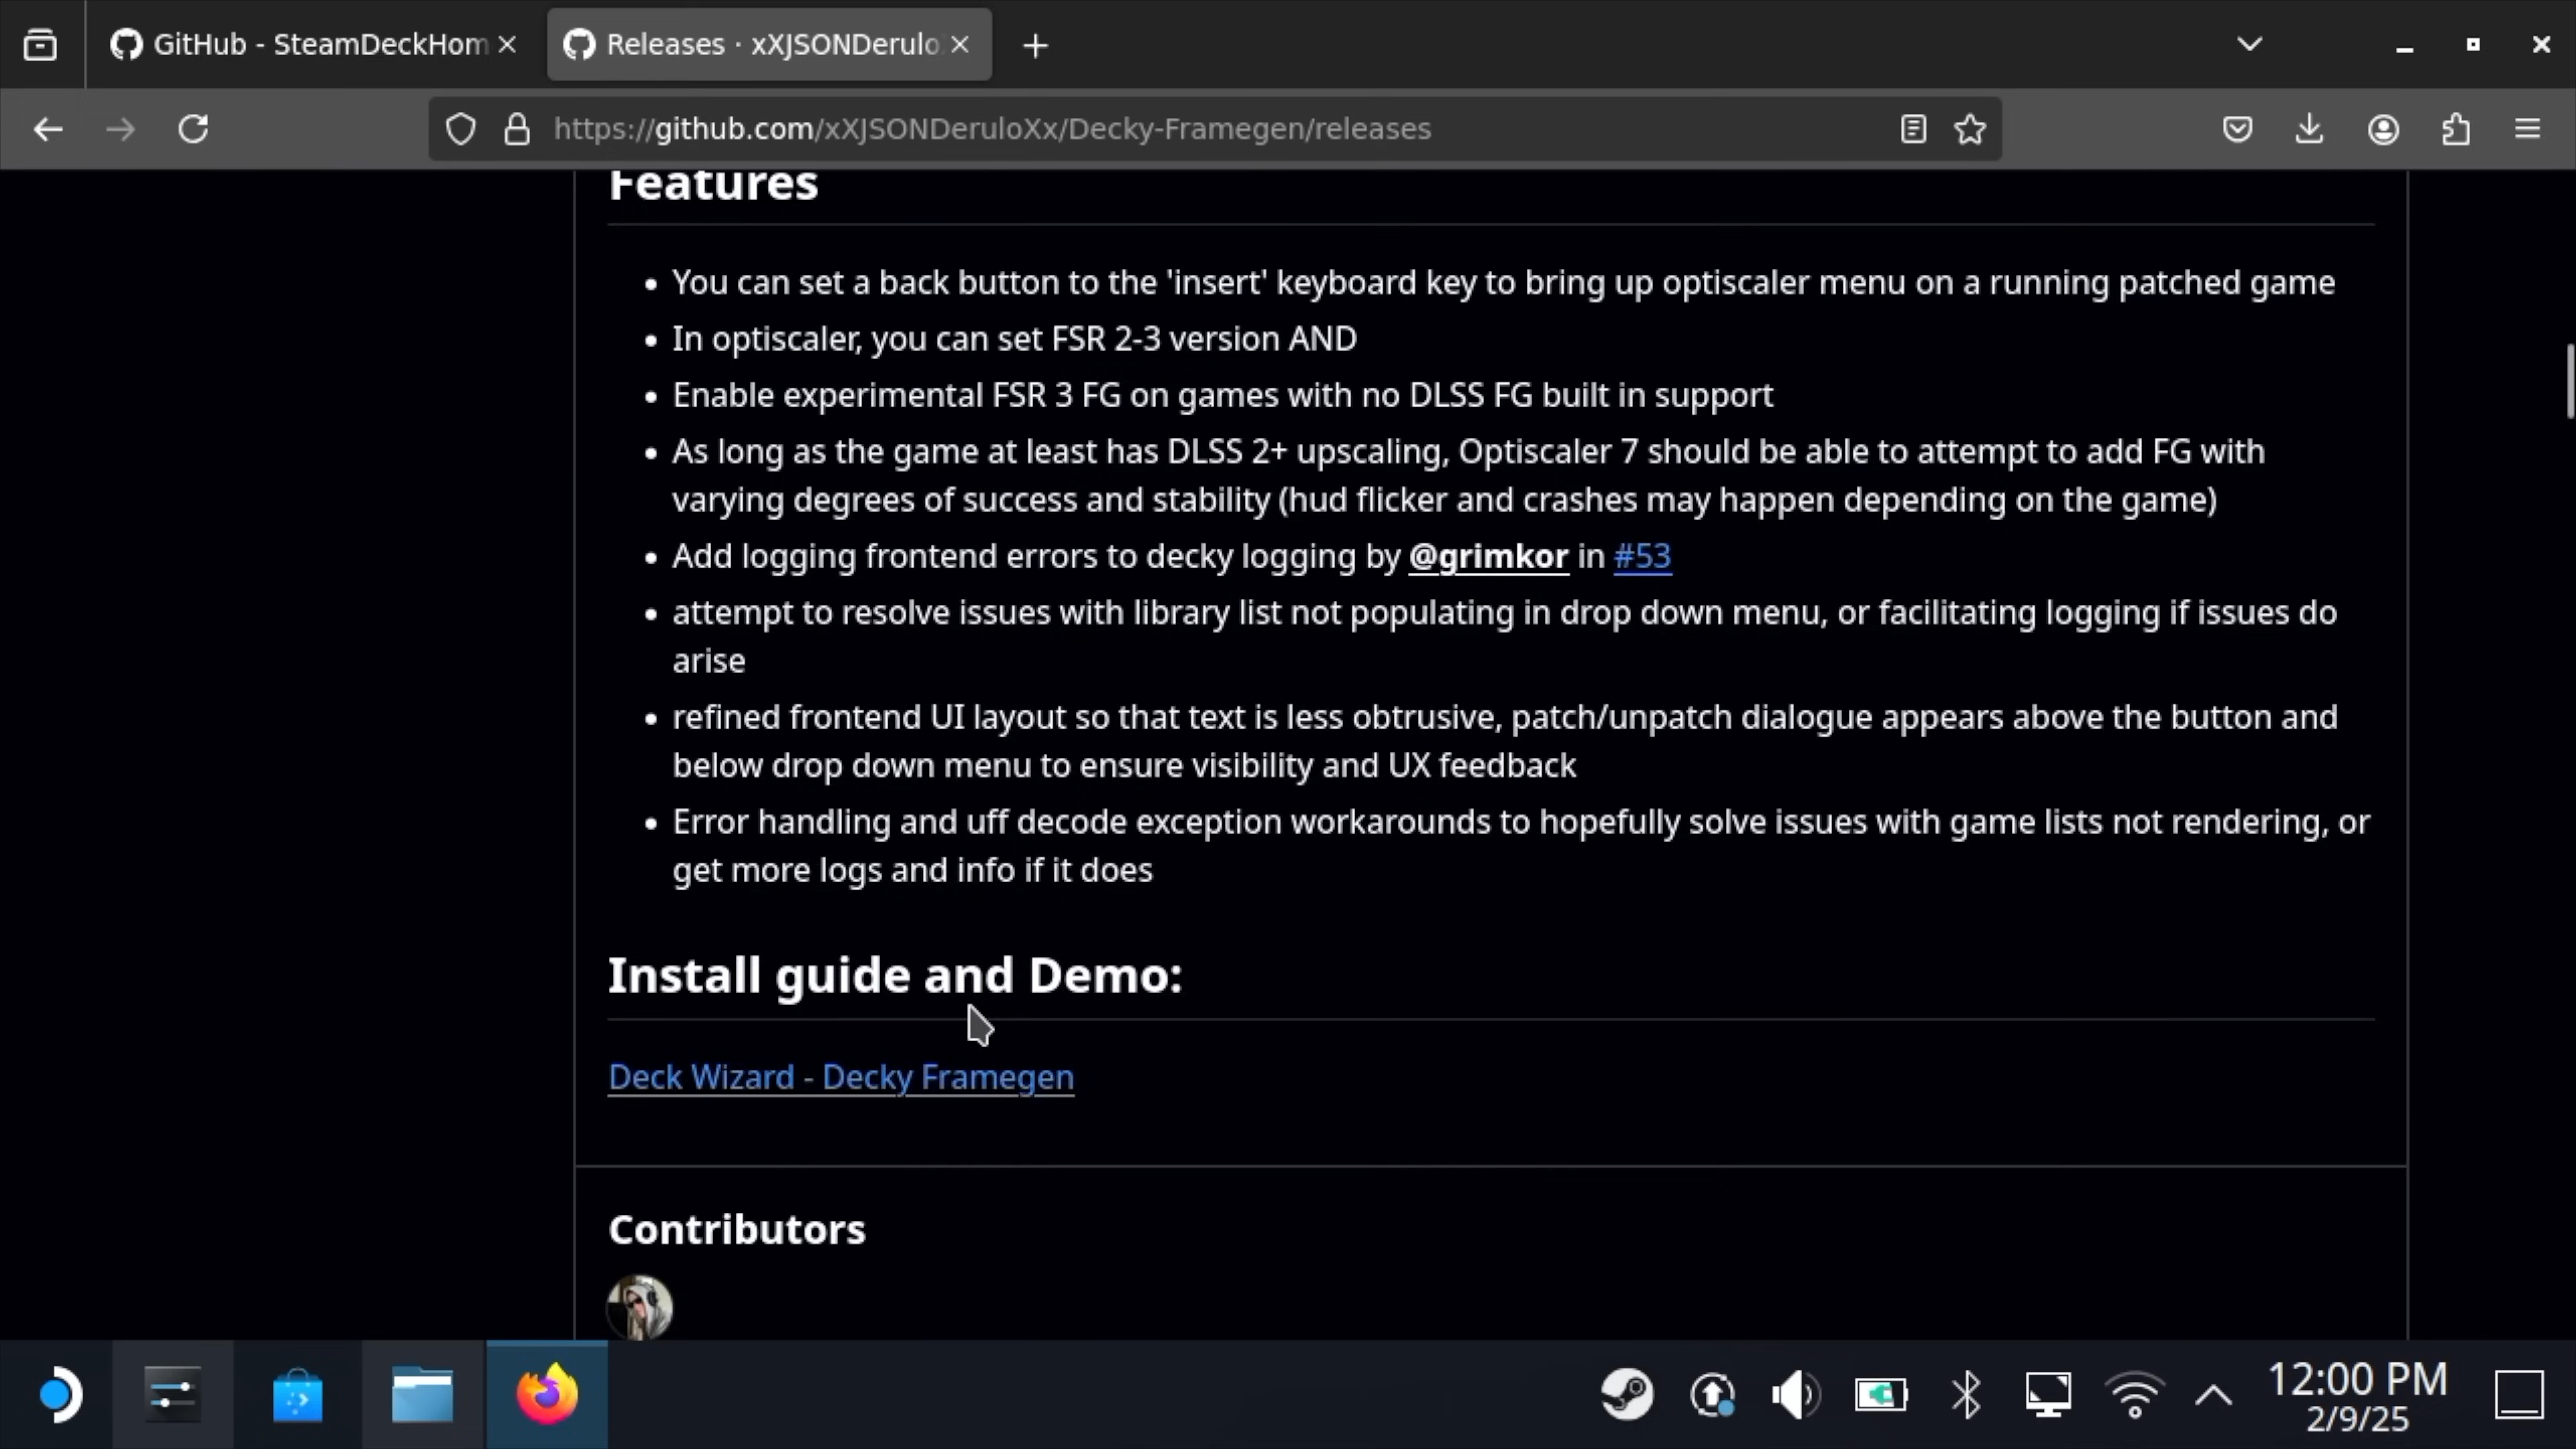 GitHub - SteamDeckHom
Releases · xXJSONDerulo
https://github.com/xXJSONDeruloXx/Decky-Framegen/releases
Features
You can set a back button to the 'insert' keyboard key to bring up optiscaler menu on a running patched game
In optiscaler, you can set FSR 2-3 version AND
Enable experimental FSR 3 FG on games with no DLSS FG built in support
As long as the game at least has DLSS 2+ upscaling, Optiscaler 7 should be able to attempt to add FG with
varying degrees of success and stability (hud flicker and crashes may happen depending on the game)
Add logging frontend errors to decky logging by @grimkor in #53
attempt to resolve issues with library list not populating in drop down menu, or facilitating logging if issues do
arise
refined frontend UI layout so that text is less obtrusive, patch/unpatch dialogue appears above the button and
below drop down menu to ensure visibility and UX feedback
Error handling and uff decode exception workarounds to hopefully solve issues with game lists not rendering, or
get more logs and info if it does
Install guide and Demo:
Deck Wizard - Decky Framegen
Contributors
12:00 PM
2/9/25